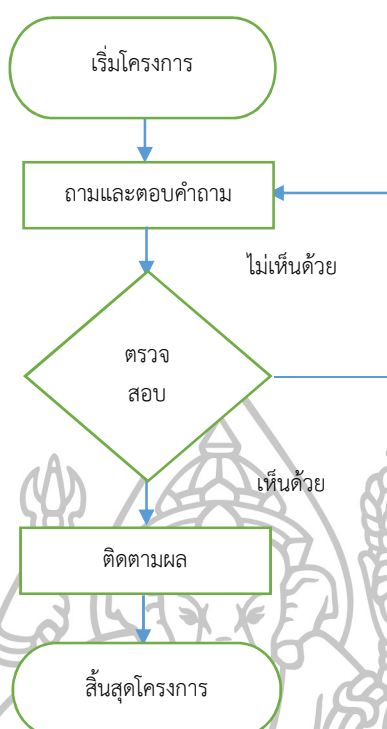 เริ่มโครงการ
ถามและตอบคำถาม
ไม่เห็นด้วย
ตรวจ
สอบ
เห็นด้วย
ติดตามผล
สิ้นสุดโครงการ